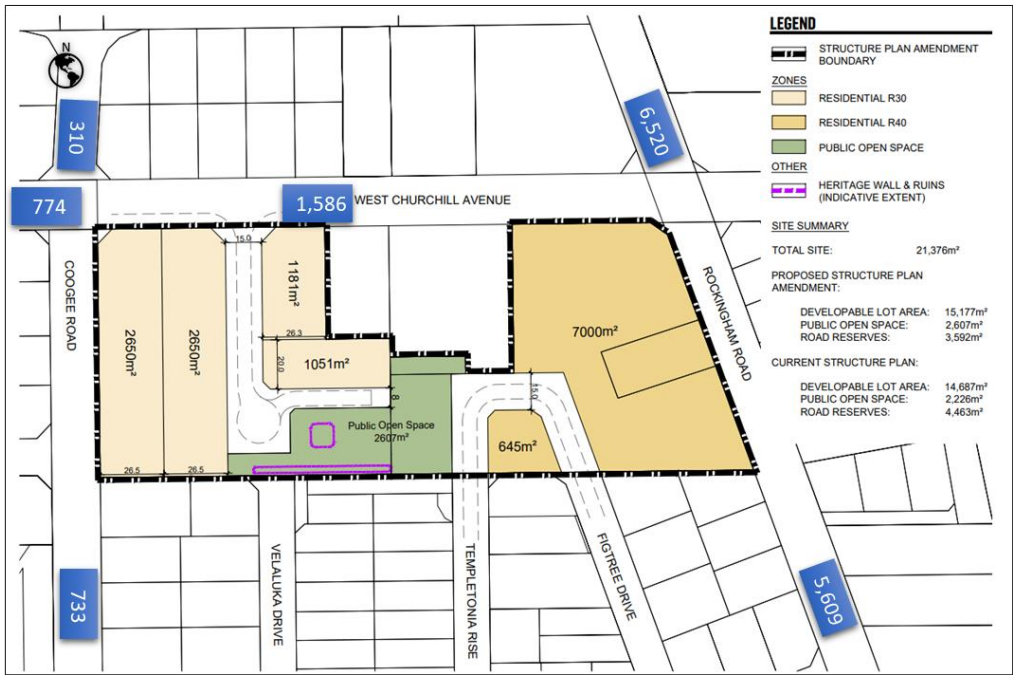 N
310
774
1,586
WEST CHURCHILL AVENUE
6,520
COOGEE ROAD
15.0
1181m²
26.3
2650m²
2650m²
20.0
1051m²
8
Public Open Space
2607m²
26.5
26.5
7000m²
15.0
645m²
ROCKINGHAM ROAD
733
VELALUKA DRIVE
TEMPLETONIA RISE
FIGTREE DRIVE
5,609
LEGEND
STRUCTURE PLAN AMENDMENT
BOUNDARY
ZONES
RESIDENTIAL R30
RESIDENTIAL R40
PUBLIC OPEN SPACE
OTHER
HERITAGE WALL & RUINS
(INDICATIVE EXTENT)
SITE SUMMARY
TOTAL SITE: 21,376m²
PROPOSED STRUCTURE PLAN
AMENDMENT:
DEVELOPABLE LOT AREA: 15,177m²
PUBLIC OPEN SPACE: 2,607m²
ROAD RESERVES: 3,592m²
CURRENT STRUCTURE PLAN:
DEVELOPABLE LOT AREA: 14,687m²
PUBLIC OPEN SPACE: 2,226m²
ROAD RESERVES: 4,463m²